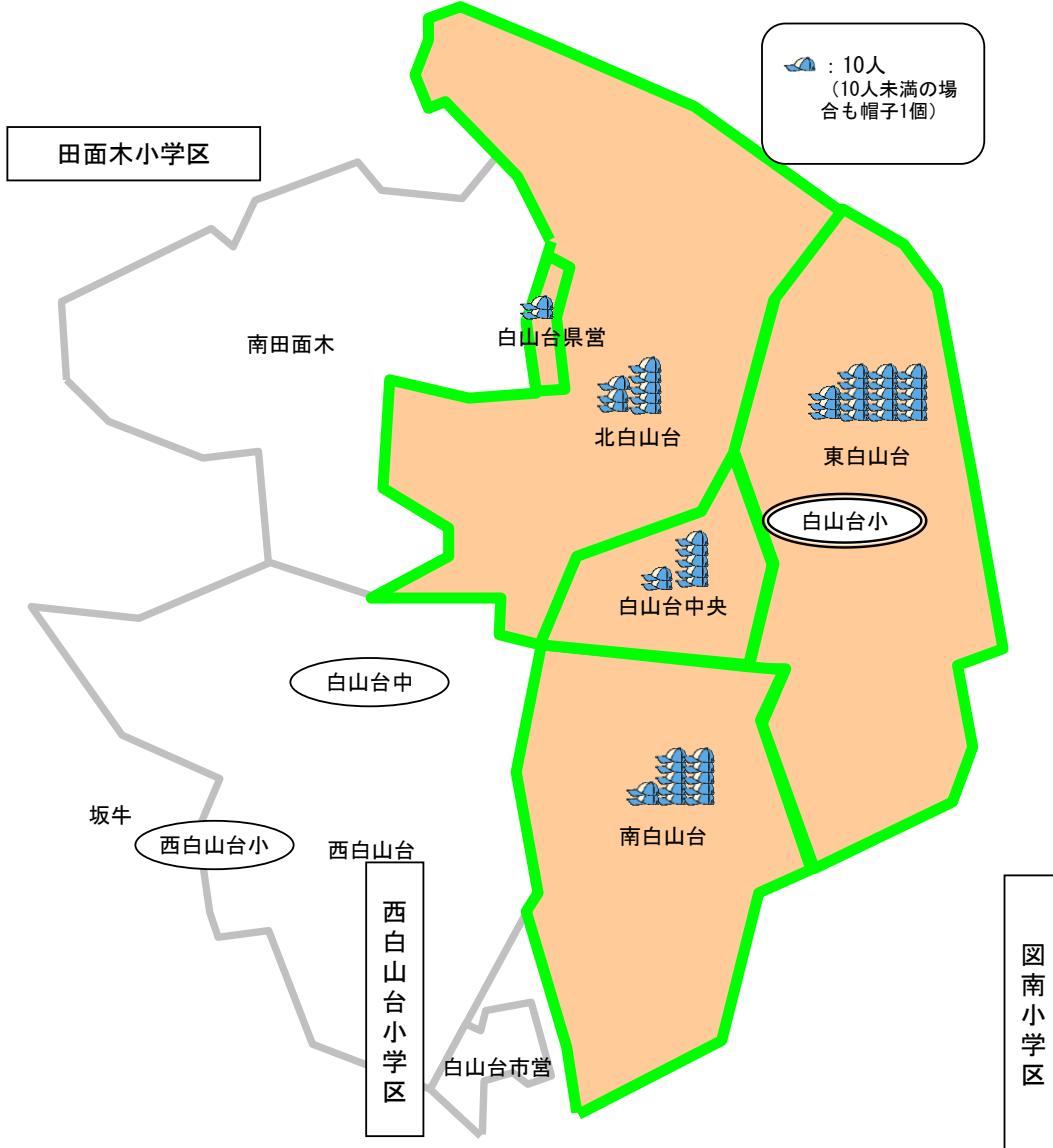 ：10人
（10人未満の場
合も帽子1個）
田面木小学区
南田面木
白山台県営
北白山台
東白山台
白山台小
白山台中央
白山台中
坂牛
西白山台小
西白山台
南白山台
西白山台小学区
図南小学区
白山台市営